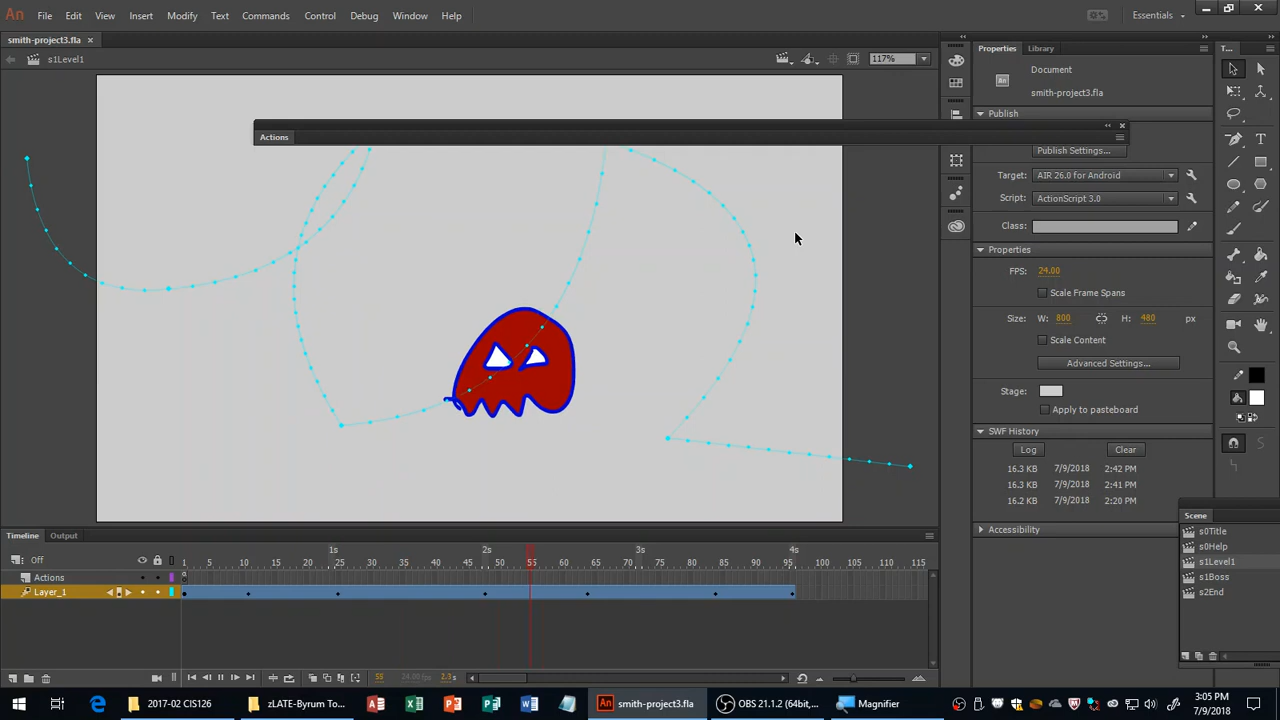 An File Edit View Insert Modify Text Commands Control Debug Window Help Essentials
smith-project3.fla ×
s1Level1 117%
Actions
Properties Library T...
Document
smith-project3.fla
Publish
Publish Settings...
Target: AIR 26.0 for Android
Script: ActionScript 3.0
Class:
Properties
FPS: 24.00
Scale Frame Spans
Size: W: 800 H: 480 px
Scale Content
Advanced Settings...
Stage:
Apply to pasteboard
SWF History
Log Clear
16.3 KB 7/9/2018 2:42 PM
16.3 KB 7/9/2018 2:41 PM
16.2 KB 7/9/2018 2:20 PM
Accessibility
Scene
s0Title
s0Help
s1Level1
s1Boss
s2End
Timeline Output
Off 1s 2s 3s 4s
1 5 10 15 20 25 30 35 40 45 50 55 60 65 70 75 80 85 90 95 100 105 110 115
Actions
Layer_1
55 24.00 fps 2.3s
2017-02 CIS126 zLATE-Byrum To... smith-project3.fla OBS 21.1.2 (64bit,... Magnifier
3:05 PM
7/9/2018